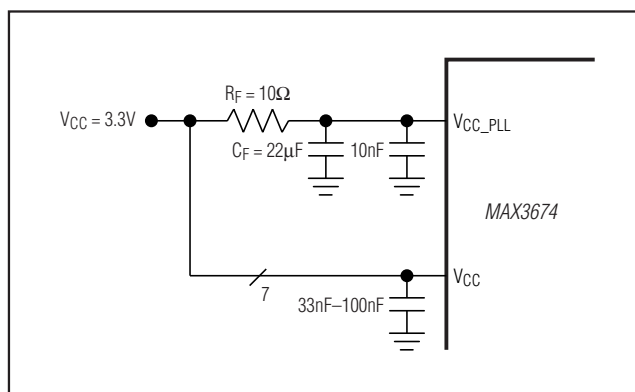 R_F = 10Ω
V_CC = 3.3V
V_CC_PLL
C_F = 22μF
10nF
MAX3674
V_CC
7
33nF–100nF